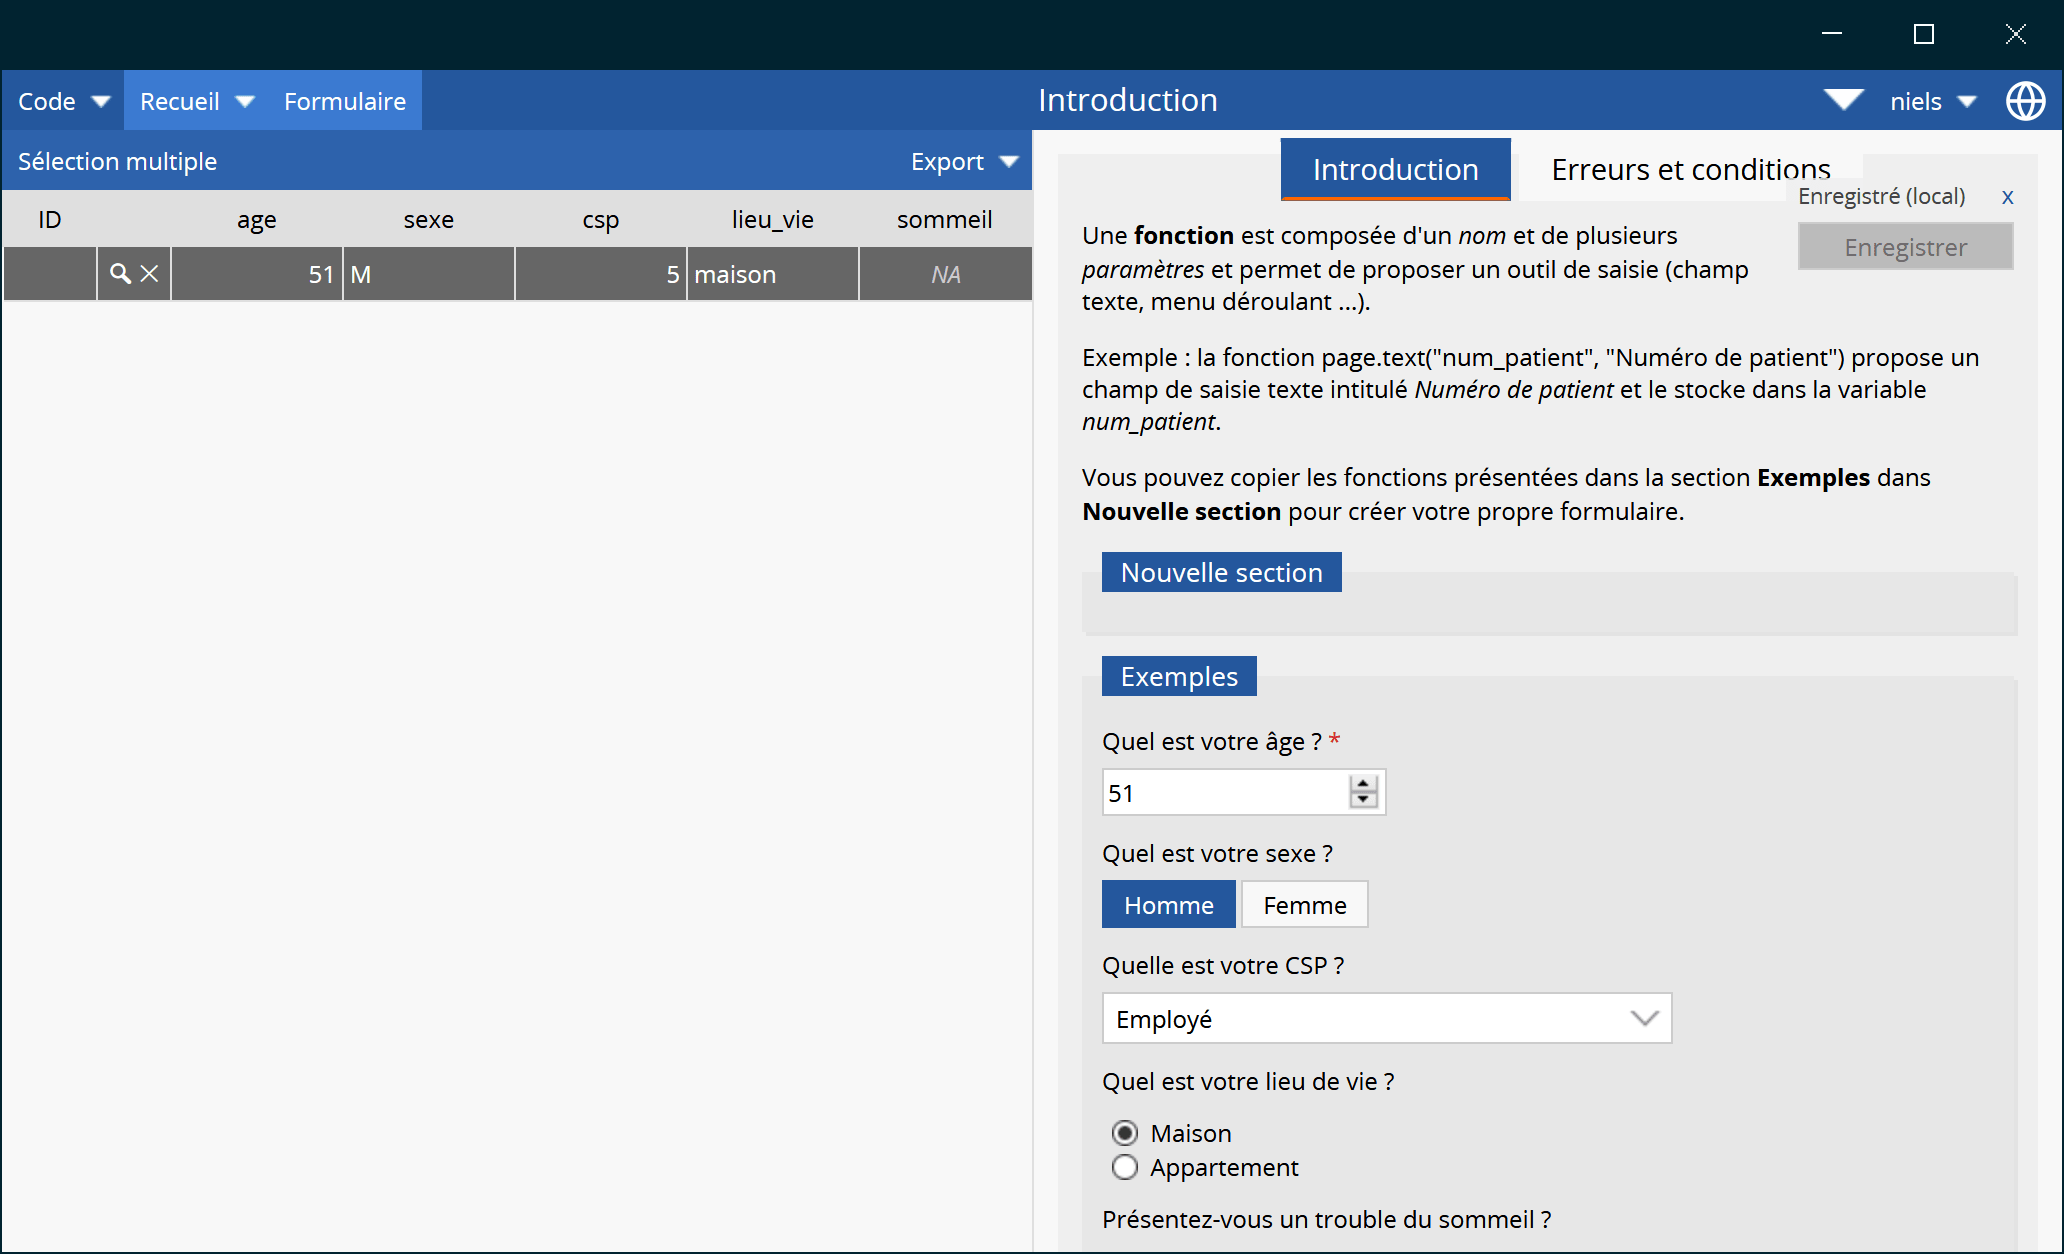 Code Recueil Formulaire Introduction niels
Sélection multiple Export
ID age sexe csp lieu_vie sommeil
51 M 5 maison NA
Introduction Erreurs et conditions
Enregistré (local) x
Enregistrer
Une fonction est composée d'un nom et de plusieurs
paramètres et permet de proposer un outil de saisie (champ
texte, menu déroulant ...).
Exemple : la fonction page.text("num_patient", "Numéro de patient") propose un
champ de saisie texte intitulé Numéro de patient et le stocke dans la variable
num_patient.
Vous pouvez copier les fonctions présentées dans la section Exemples dans
Nouvelle section pour créer votre propre formulaire.
Nouvelle section
Exemples
Quel est votre âge ? *
51
Quel est votre sexe ?
Homme Femme
Quelle est votre CSP ?
Employé
Quel est votre lieu de vie ?
Maison
Appartement
Présentez-vous un trouble du sommeil ?